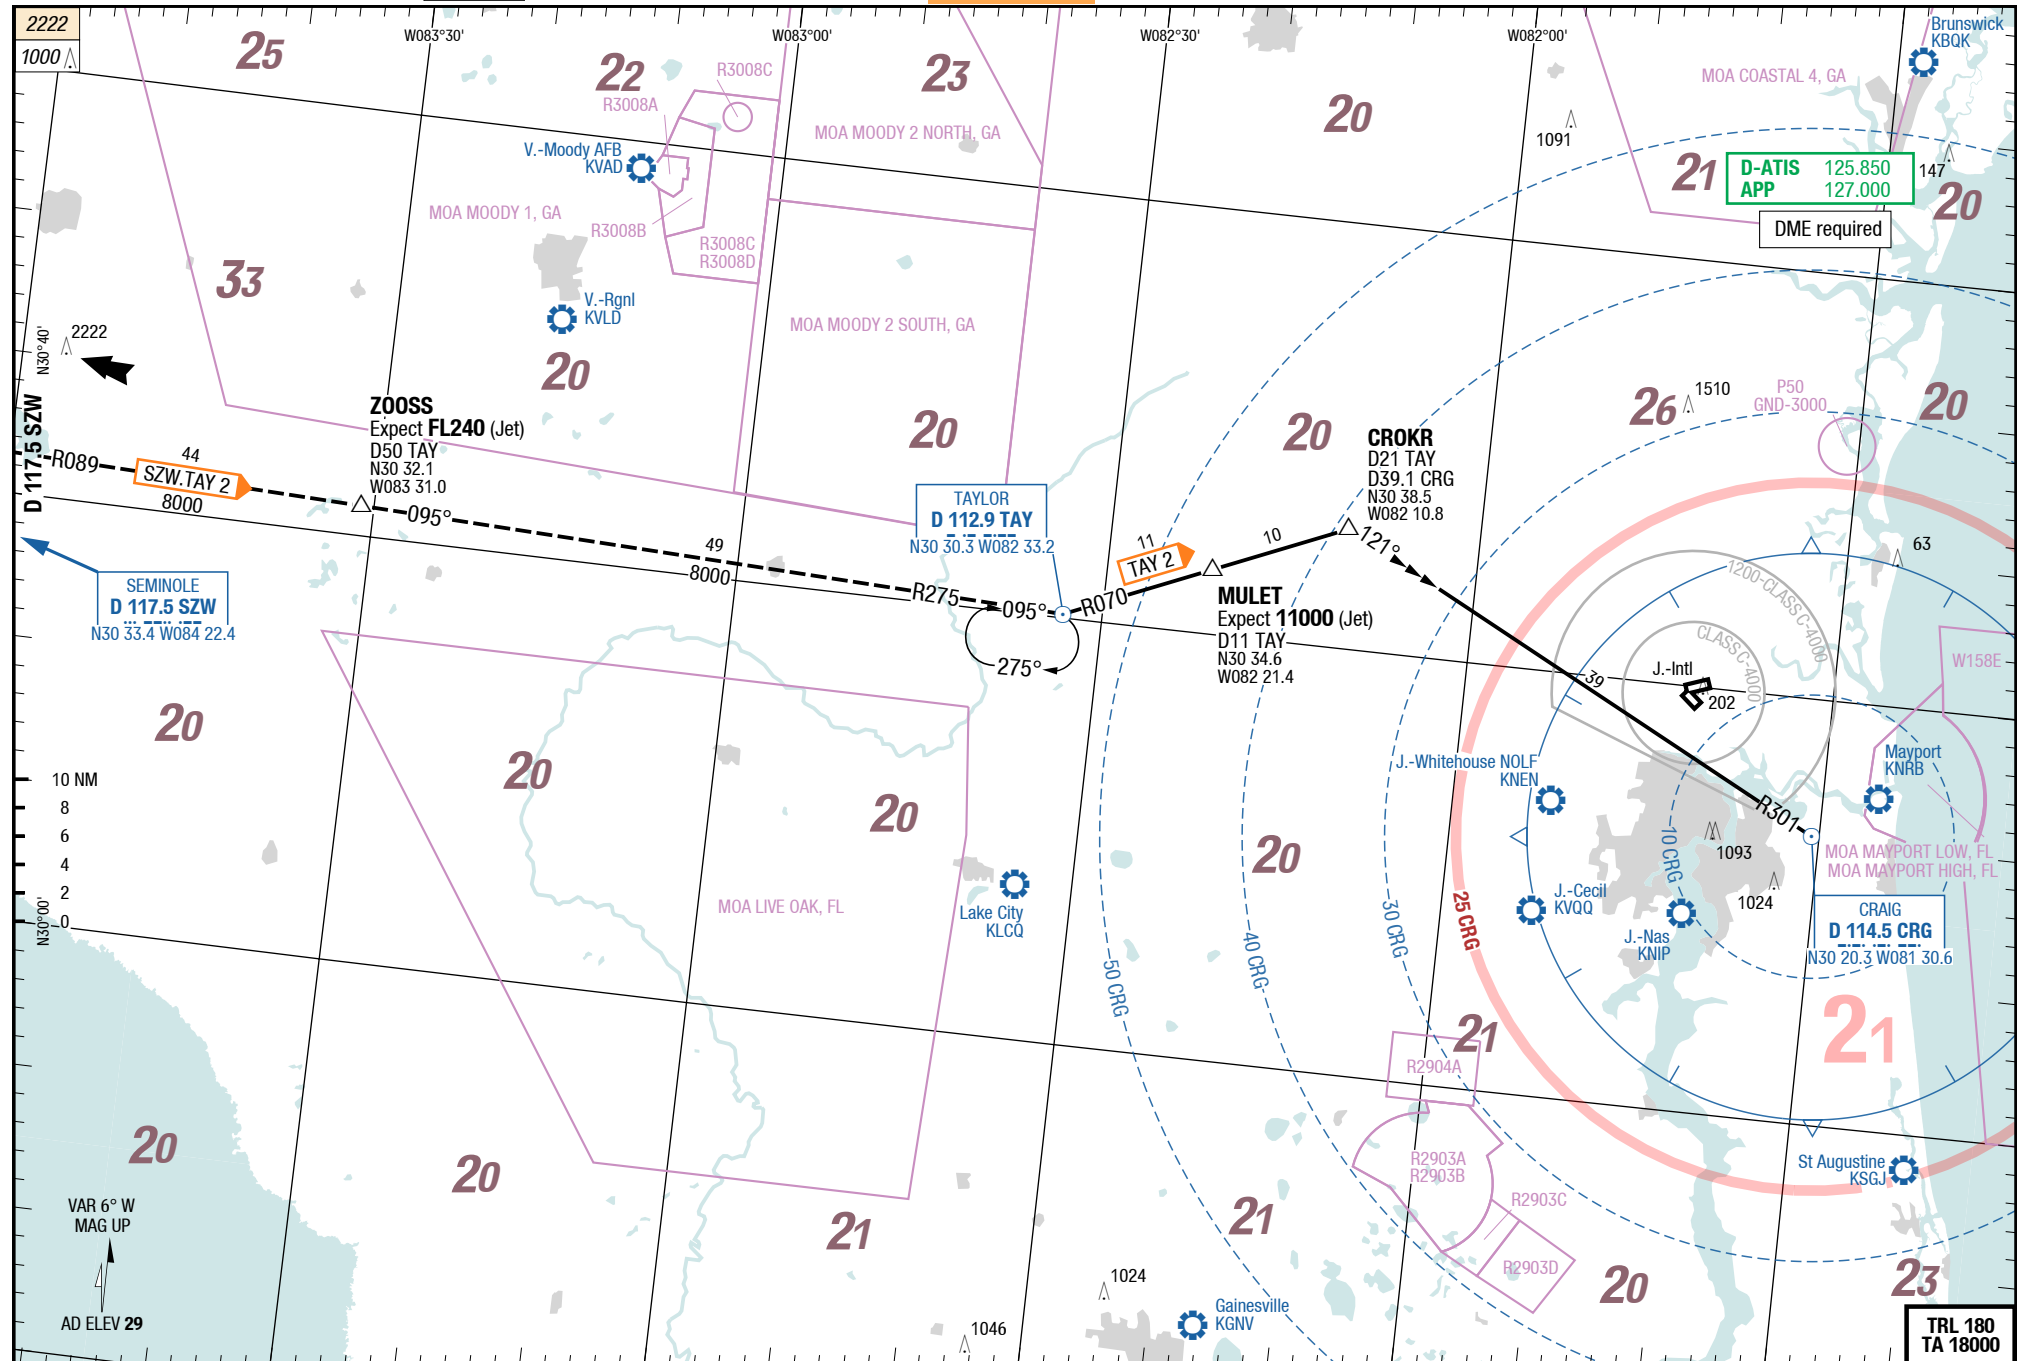 2222
1000
W083°30'
W083°00'
W082°30'
W082°00'
Brunswick
KBQK
25
22
23
20
MOA COASTAL 4, GA
R3008C
R3008A
1091
MOA MOODY 2 NORTH, GA
V.-Moody AFB
KVAD
21
D-ATIS 125.850
APP 127.000
147
20
DME required
MOA MOODY 1, GA
R3008B
R3008C
R3008D
33
V.-Rgnl
KVLD
MOA MOODY 2 SOUTH, GA
N30°40'
2222
20
20
20
26
1510
P50
GND-3000
20
D 117.5 SZW
ZOOSS
Expect FL240 (Jet)
D50 TAY
N30 32.1
W083 31.0
CROKR
D21 TAY
D39.1 CRG
N30 38.5
W082 10.8
R089
44
SZW.TAY 2
8000
095°
49
8000
R275
095°
275°
TAYLOR
D 112.9 TAY
N30 30.3 W082 33.2
R070
11
TAY 2
10
121°
MULET
Expect 11000 (Jet)
D11 TAY
N30 34.6
W082 21.4
63
1200-CLASS C-4000
CLASS C-4000
SEMINOLE
D 117.5 SZW
N30 33.4 W084 22.4
39
J.-Intl
202
W158E
20
20
20
20
10 NM
8
6
4
2
0
N30°00'
J.-Whitehouse NOLF
KNEN
Mayport
KNRB
R301
10 CRG
1093
MOA MAYPORT LOW, FL
MOA MAYPORT HIGH, FL
1024
MOA LIVE OAK, FL
Lake City
KLCQ
50 CRG
40 CRG
30 CRG
25 CRG
J.-Cecil
KVQQ
J.-Nas
KNIP
CRAIG
D 114.5 CRG
N30 20.3 W081 30.6
21
21
R2904A
20
20
R2903A
R2903B
R2903C
R2903D
St Augustine
KSGJ
VAR 6° W
MAG UP
21
21
20
23
1024
Gainesville
KGNV
1046
AD ELEV 29
TRL 180
TA 18000